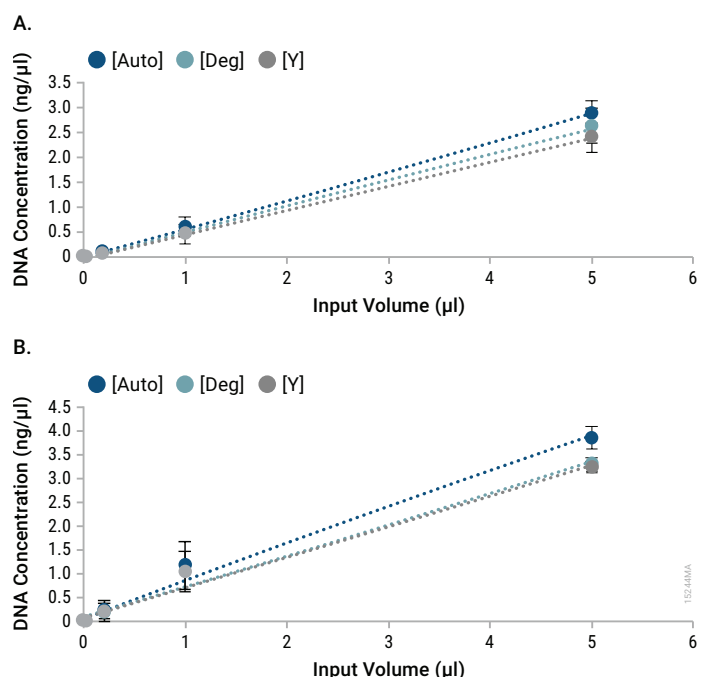 A.
[Auto] [Deg] [Y]
DNA Concentration (ng/µl)
3.5
3.0
2.5
2.0
1.5
1.0
0.5
0
0 1 2 3 4 5 6
Input Volume (µl)
B.
[Auto] [Deg] [Y]
DNA Concentration (ng/µl)
4.5
4.0
3.5
3.0
2.5
2.0
1.5
1.0
0.5
0
15244MA
0 1 2 3 4 5 6
Input Volume (µl)